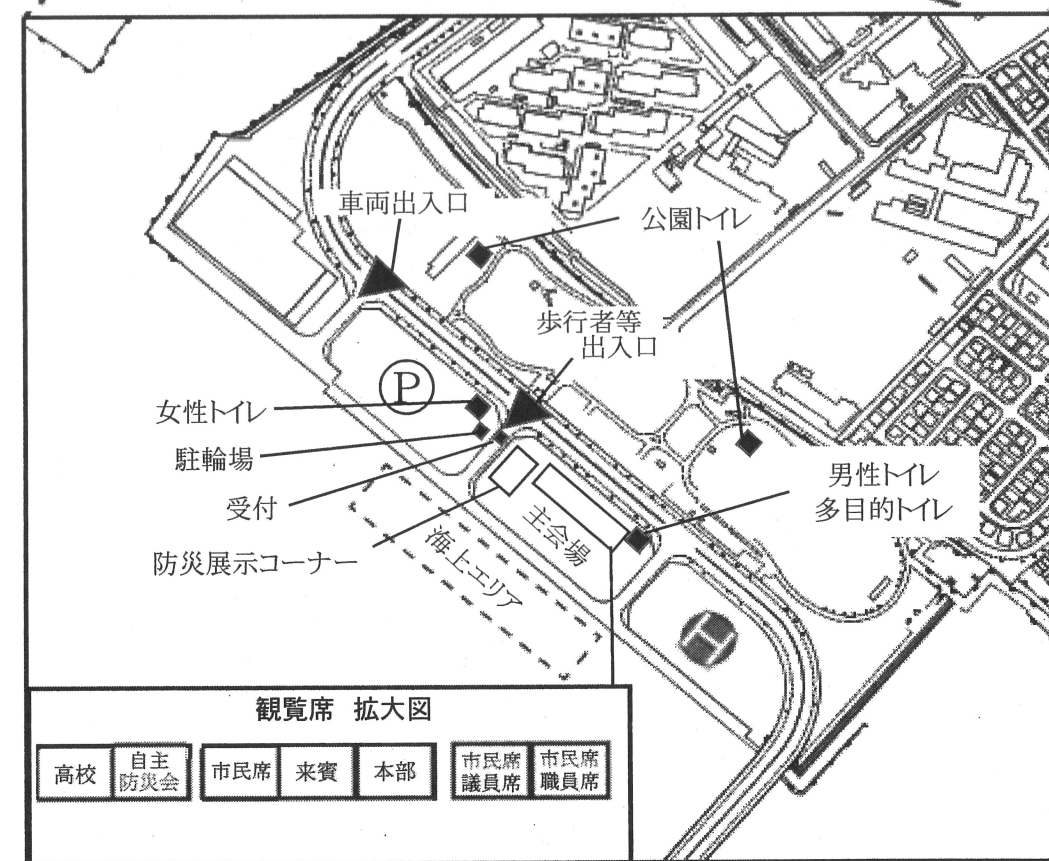 車両出入口
公園トイレ
歩行者等
出入口
P
女性トイレ
駐輪場
受付
防災展示コーナー
主会場
海上エリア
男性トイレ
多目的トイレ
観覧席 拡大図
高校
自主
防災会
市民席
来賓
本部
市民席
議員席
市民席
職員席